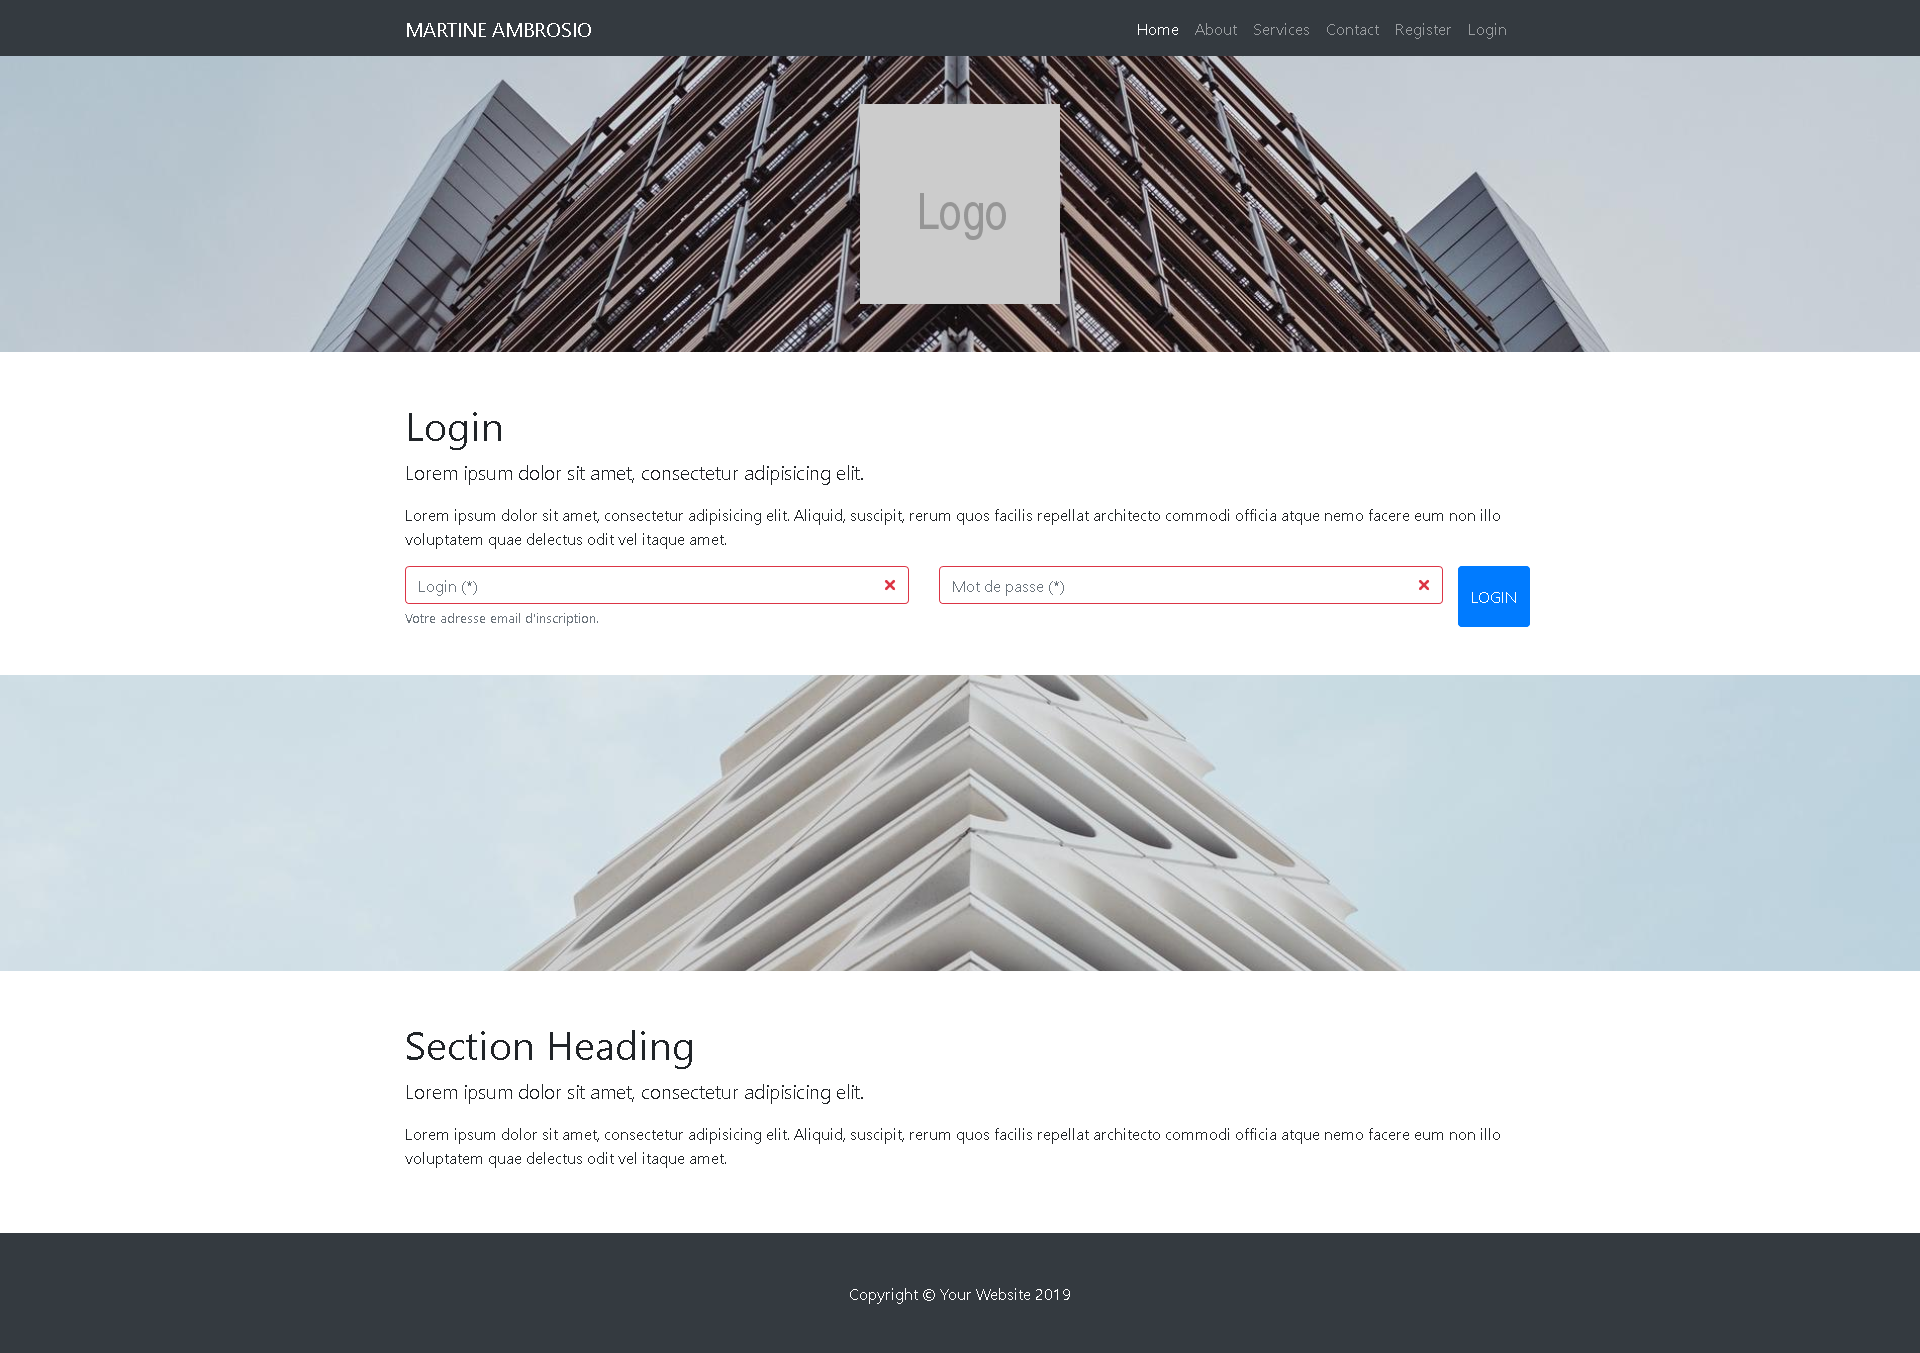 MARTINE AMBROSIO
Home About Services Contact Register Login
Logo
Login
Lorem ipsum dolor sit amet, consectetur adipisicing elit.
Lorem ipsum dolor sit amet, consectetur adipisicing elit. Aliquid, suscipit, rerum quos facilis repellat architecto commodi officia atque nemo facere eum non illo
voluptatem quae delectus odit vel itaque amet.
Login (*)
Mot de passe (*)
LOGIN
Votre adresse email d'inscription.
Section Heading
Lorem ipsum dolor sit amet, consectetur adipisicing elit.
Lorem ipsum dolor sit amet, consectetur adipisicing elit. Aliquid, suscipit, rerum quos facilis repellat architecto commodi officia atque nemo facere eum non illo
voluptatem quae delectus odit vel itaque amet.
Copyright © Your Website 2019